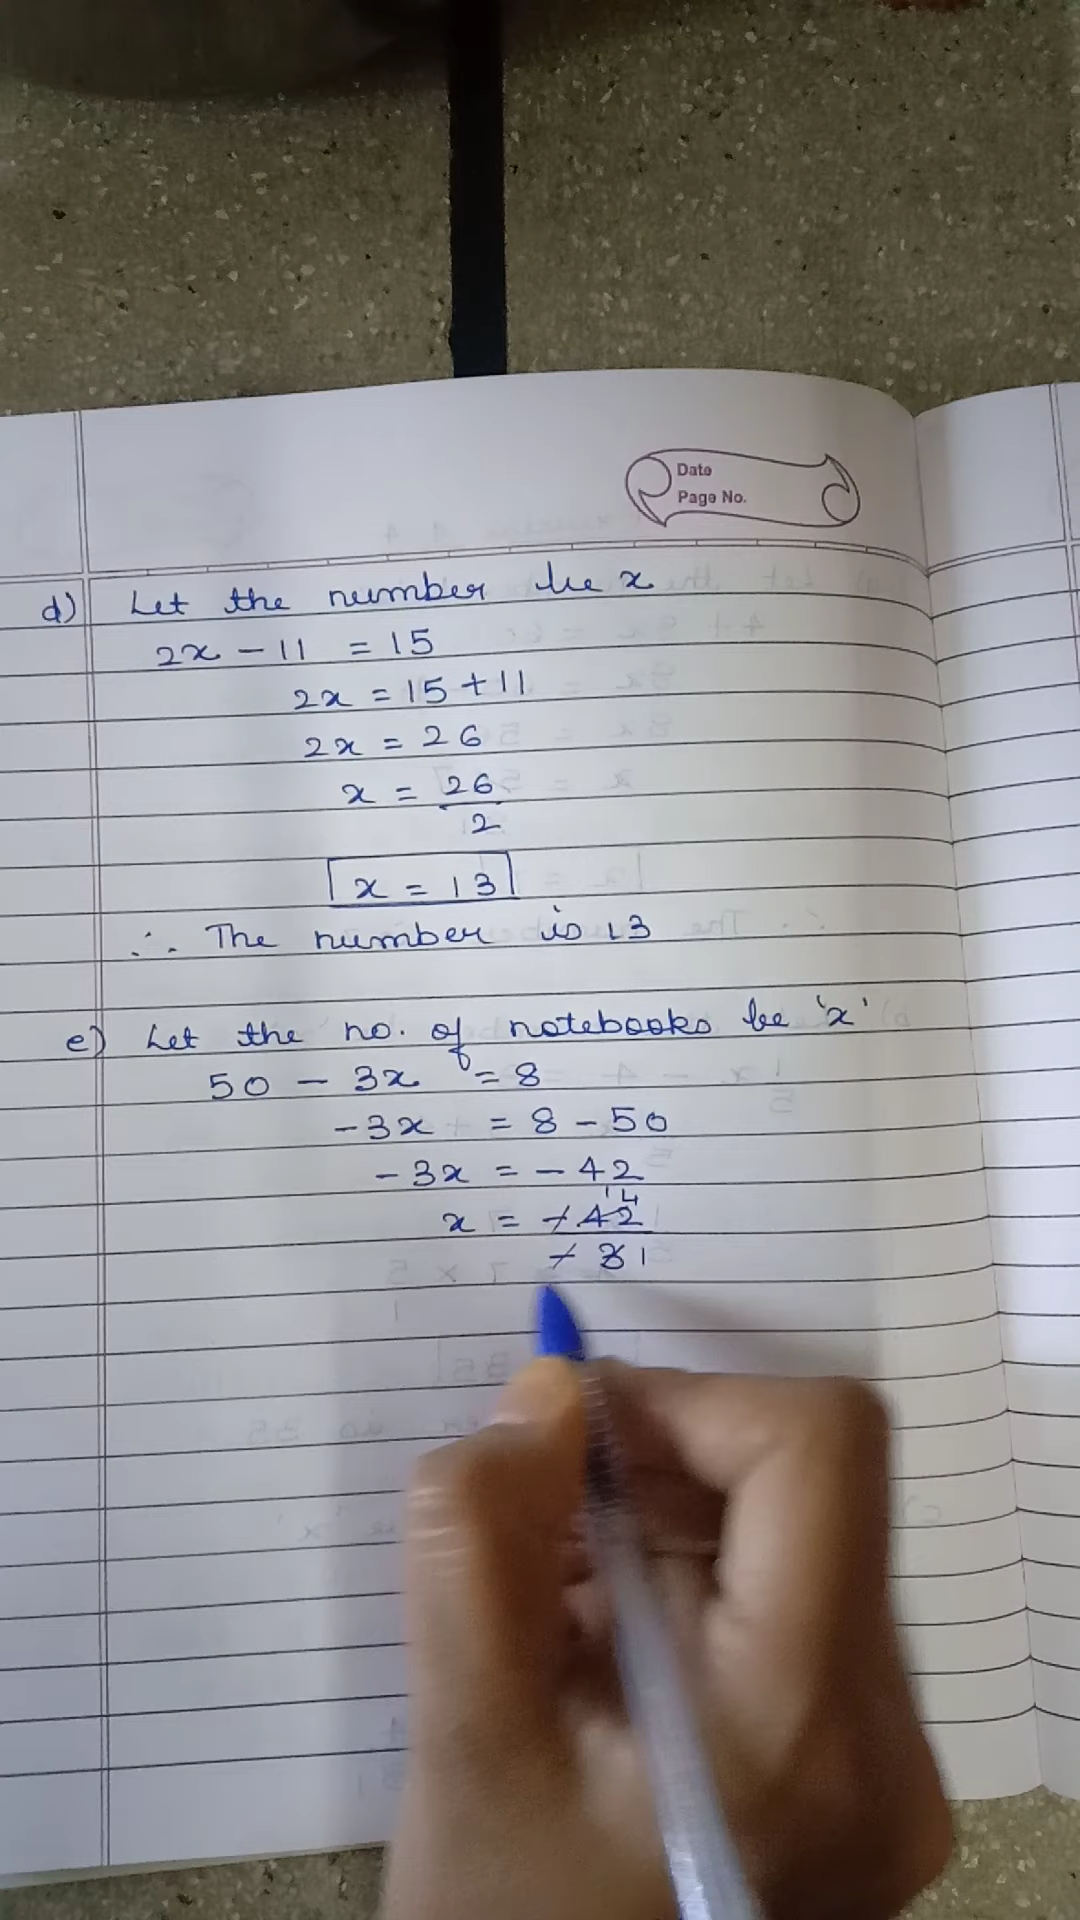 Date
Page No.
d) Let the number be x
2x - 11 = 15
2x = 15 + 11
2x = 26
x = 26
2
x = 13
∴ The number is 13
e) Let the no. of notebooks be 'x'
50 - 3x = 8
-3x = 8 - 50
-3x = -42
14
x = -42
-3 1